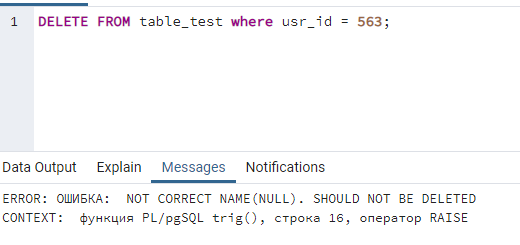 1 DELETE FROM table_test where usr_id = 563;
Data Output Explain Messages Notifications
ERROR: ОШИБКА:  NOT CORRECT NAME(NULL). SHOULD NOT BE DELETED
CONTEXT:  функция PL/pgSQL trig(), строка 16, оператор RAISE